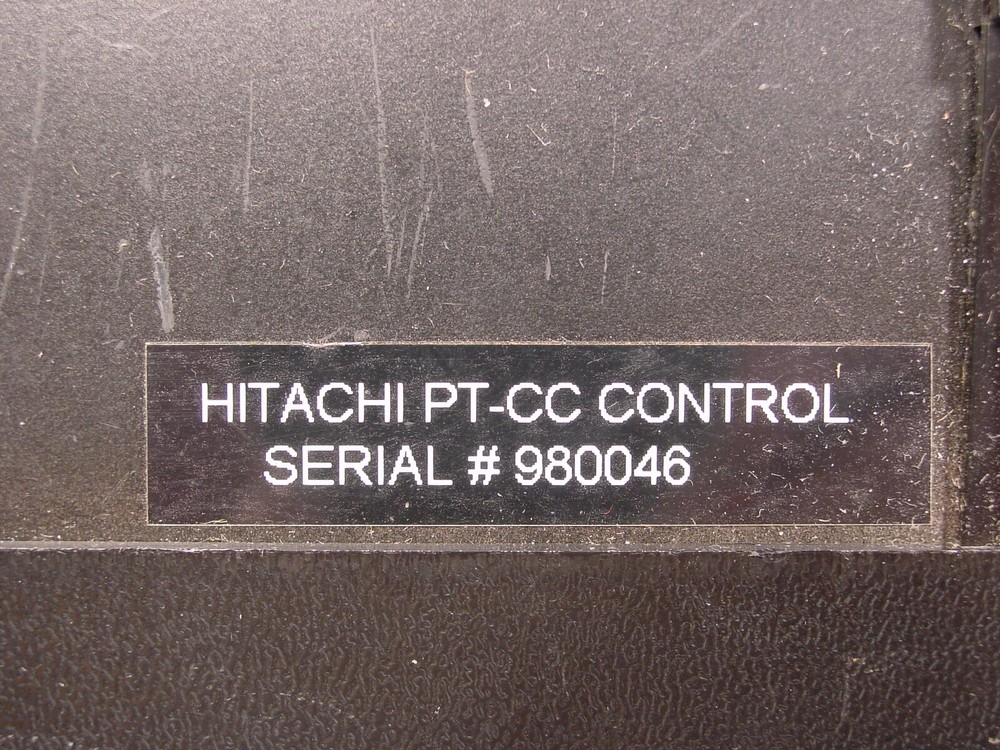 HITACHI PT-CC CONTROL
SERIAL # 980046